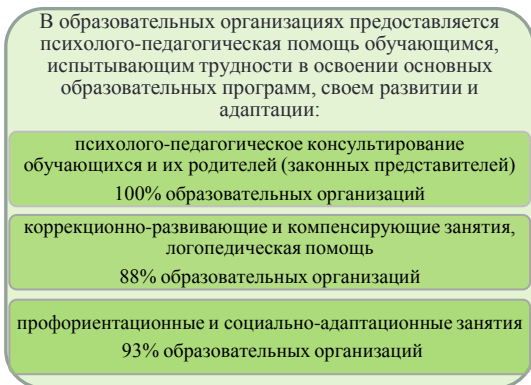 В образовательных организациях предоставляется
психолого-педагогическая помощь обучающимся,
испытывающим трудности в освоении основных
образовательных программ, своем развитии и
адаптации:
психолого-педагогическое консультирование
обучающихся и их родителей (законных представителей)
100% образовательных организаций
коррекционно-развивающие и компенсирующие занятия,
логопедическая помощь
88% образовательных организаций
профориентационные и социально-адаптационные занятия
93% образовательных организаций